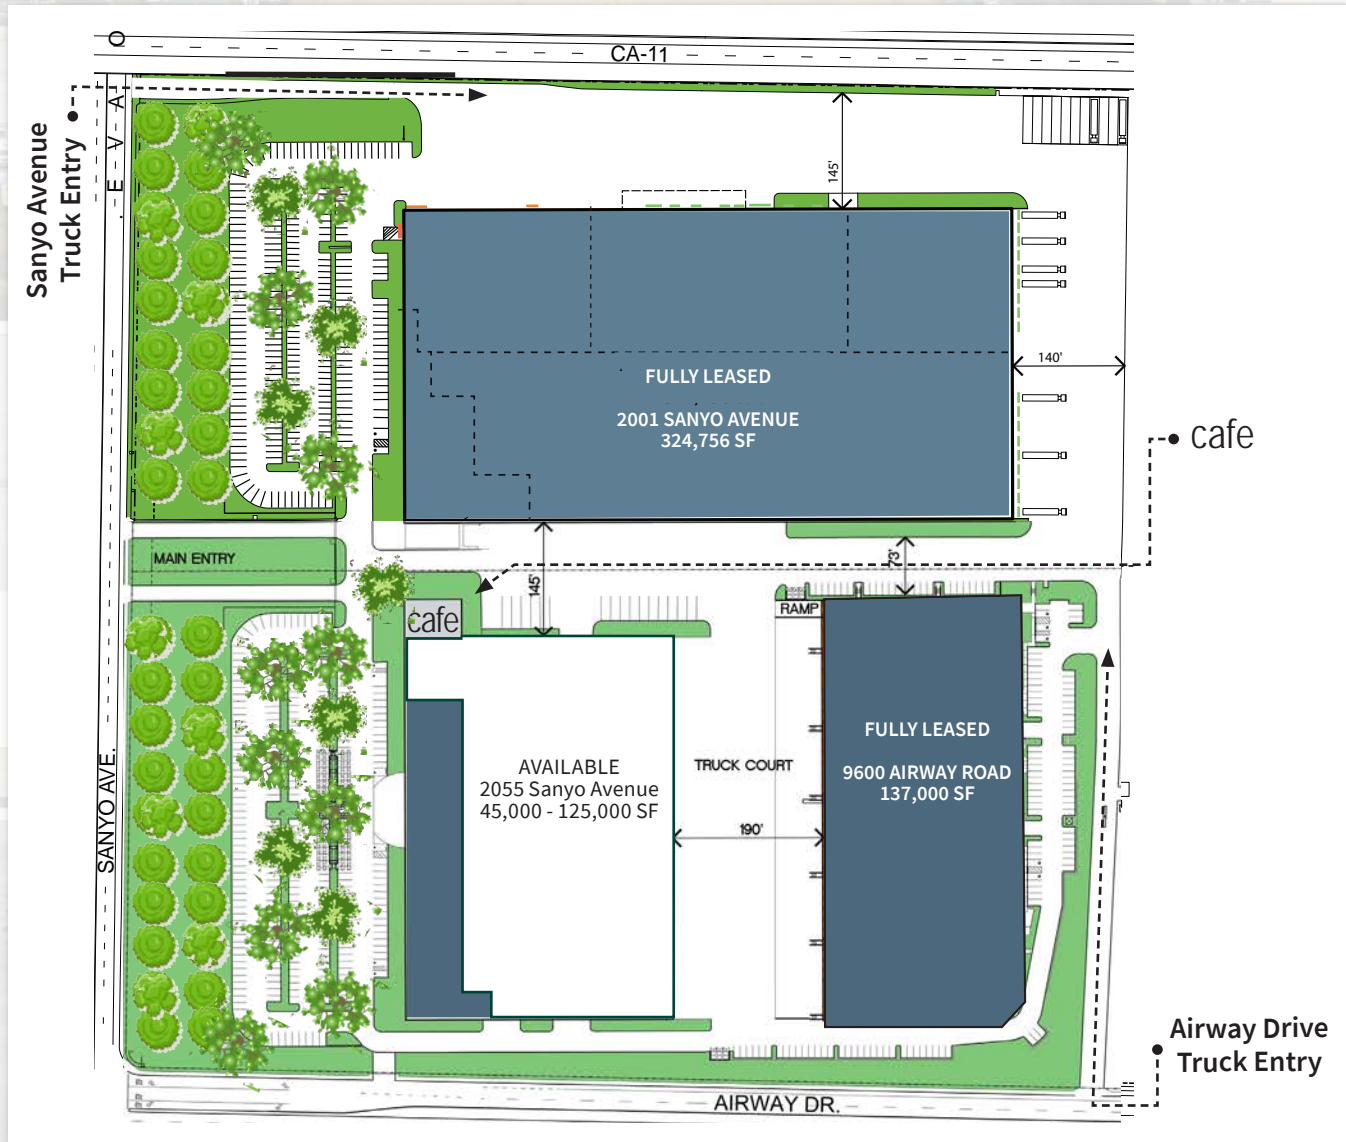 CA-11
SANYO AVE.
AVE. O
Sanyo Avenue
Truck Entry
145'
140'
FULLY LEASED
2001 SANYO AVENUE
324,756 SF
cafe
MAIN ENTRY
145'
73'
cafe
RAMP
AVAILABLE
2055 Sanyo Avenue
45,000 - 125,000 SF
TRUCK COURT
190'
FULLY LEASED
9600 AIRWAY ROAD
137,000 SF
Airway Drive
Truck Entry
AIRWAY DR.